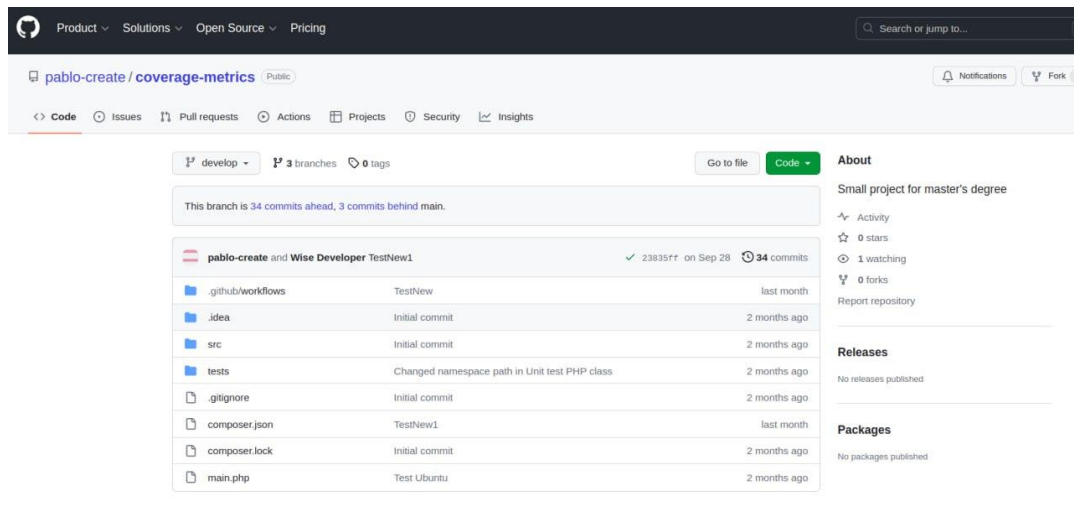 Product Solutions Open Source Pricing Search or jump to...
pablo-create / coverage-metrics Public Notifications Fork
<> Code Issues Pull requests Actions Projects Security Insights
develop 3 branches 0 tags Go to file Code
About
Small project for master's degree
Activity
0 stars
1 watching
0 forks
Report repository
Releases
No releases published
Packages
No packages published
This branch is 34 commits ahead, 3 commits behind main.
pablo-create and Wise Developer TestNew1 23835ff on Sep 28 34 commits
.github/workflows TestNew last month
.idea Initial commit 2 months ago
src Initial commit 2 months ago
tests Changed namespace path in Unit test PHP class 2 months ago
.gitignore Initial commit 2 months ago
composer.json TestNew1 last month
composer.lock Initial commit 2 months ago
main.php Test Ubuntu 2 months ago